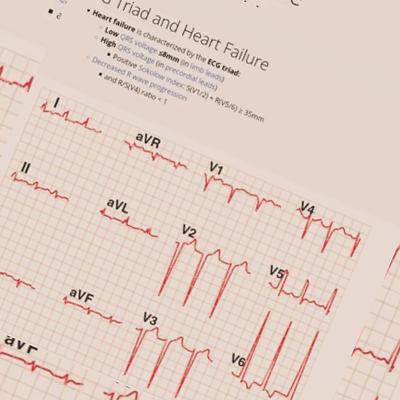 Triad and Heart Failure
Heart failure is characterized by the ECG triad:
Low QRS voltage ≤8mm (in limb leads)
High QRS voltage (in precordial leads)
Positive Sokolow index: S(V1/2) + R(V5/6) ≥ 35mm
Decreased R wave progression
and R/S(V4) ratio < 1
I
aVR
V1
V4
II
aVL
V2
V5
aVF
V3
V6
aVF